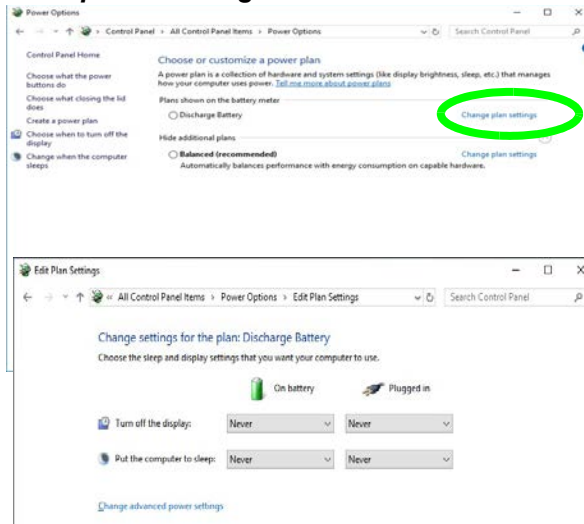 Power Options
Control Panel > All Control Panel Items > Power Options
Search Control Panel
Control Panel Home
Choose what the power
buttons do
Choose what closing the lid
does
Create a power plan
Choose when to turn off the
display
Change when the computer
sleeps
Choose or customize a power plan
A power plan is a collection of hardware and system settings (like display brightness, sleep, etc.) that manages
how your computer uses power. Tell me more about power plans
Plans shown on the battery meter
Discharge Battery
Change plan settings
Hide additional plans
Balanced (recommended)
Change plan settings
Automatically balances performance with energy consumption on capable hardware.
Edit Plan Settings
« All Control Panel Items > Power Options > Edit Plan Settings
Search Control Panel
Change settings for the plan: Discharge Battery
Choose the sleep and display settings that you want your computer to use.
On battery
Plugged in
Turn off the display:
Never
Never
Put the computer to sleep:
Never
Never
Change advanced power settings